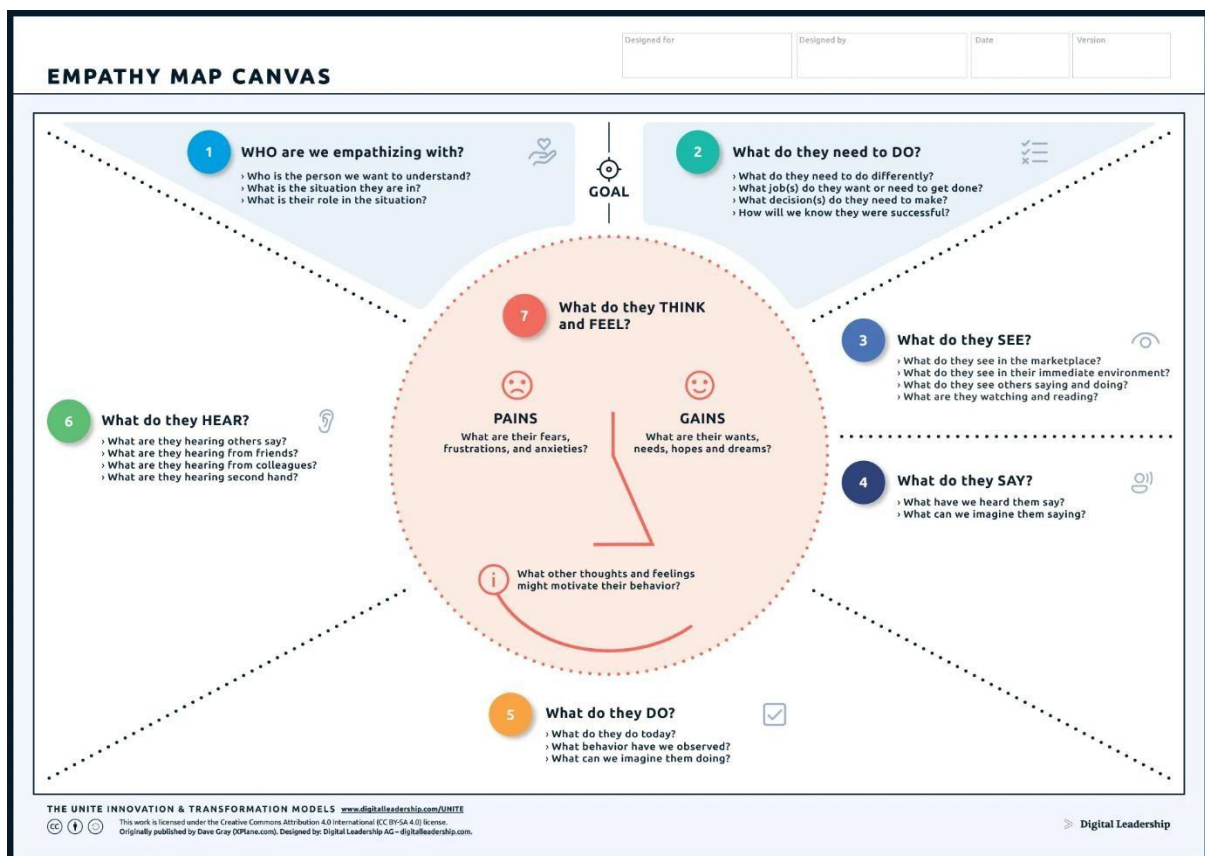 Designed for
Designed by
Date
Version
EMPATHY MAP CANVAS
1
WHO are we empathizing with?
› Who is the person we want to understand?
› What is the situation they are in?
› What is their role in the situation?
GOAL
2
What do they need to DO?
› What do they need to do differently?
› What job(s) do they want or need to get done?
› What decision(s) do they need to make?
› How will we know they were successful?
3
What do they SEE?
› What do they see in the marketplace?
› What do they see in their immediate environment?
› What do they see others saying and doing?
› What are they watching and reading?
4
What do they SAY?
› What have we heard them say?
› What can we imagine them saying?
5
What do they DO?
› What do they do today?
› What behavior have we observed?
› What can we imagine them doing?
6
What do they HEAR?
› What are they hearing others say?
› What are they hearing from friends?
› What are they hearing from colleagues?
› What are they hearing second hand?
7
What do they THINK
and FEEL?
PAINS
What are their fears,
frustrations, and anxieties?
GAINS
What are their wants,
needs, hopes and dreams?
i
What other thoughts and feelings
might motivate their behavior?
THE UNITE INNOVATION & TRANSFORMATION MODELS www.digitalleadership.com/UNITE
cc
This work is licensed under the Creative Commons Attribution 4.0 International (CC BY-SA 4.0) license.
Originally published by Dave Gray (XPlane.com). Designed by: Digital Leadership AG – digitalleadership.com.
Digital Leadership